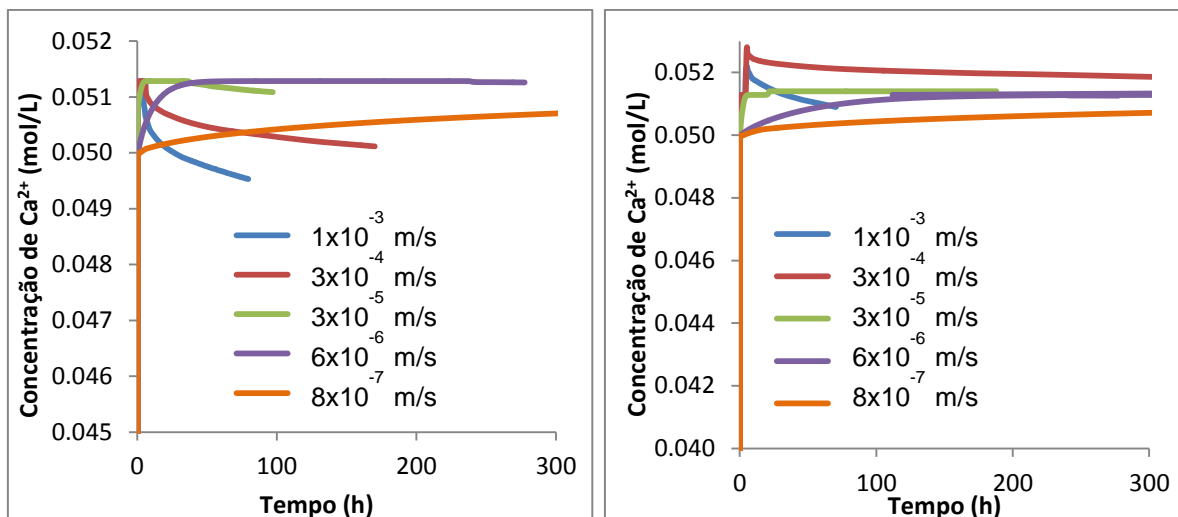 Concentração de Ca²⁺ (mol/L)
0.052
0.051
0.050
0.049
0.048
0.047
0.046
0.045
1x10⁻³ m/s
3x10⁻⁴ m/s
3x10⁻⁵ m/s
6x10⁻⁶ m/s
8x10⁻⁷ m/s
0 100 200 300
Tempo (h)
Concentração de Ca²⁺ (mol/L)
0.052
0.050
0.048
0.046
0.044
0.042
0.040
1x10⁻³ m/s
3x10⁻⁴ m/s
3x10⁻⁵ m/s
6x10⁻⁶ m/s
8x10⁻⁷ m/s
0 100 200 300
Tempo (h)